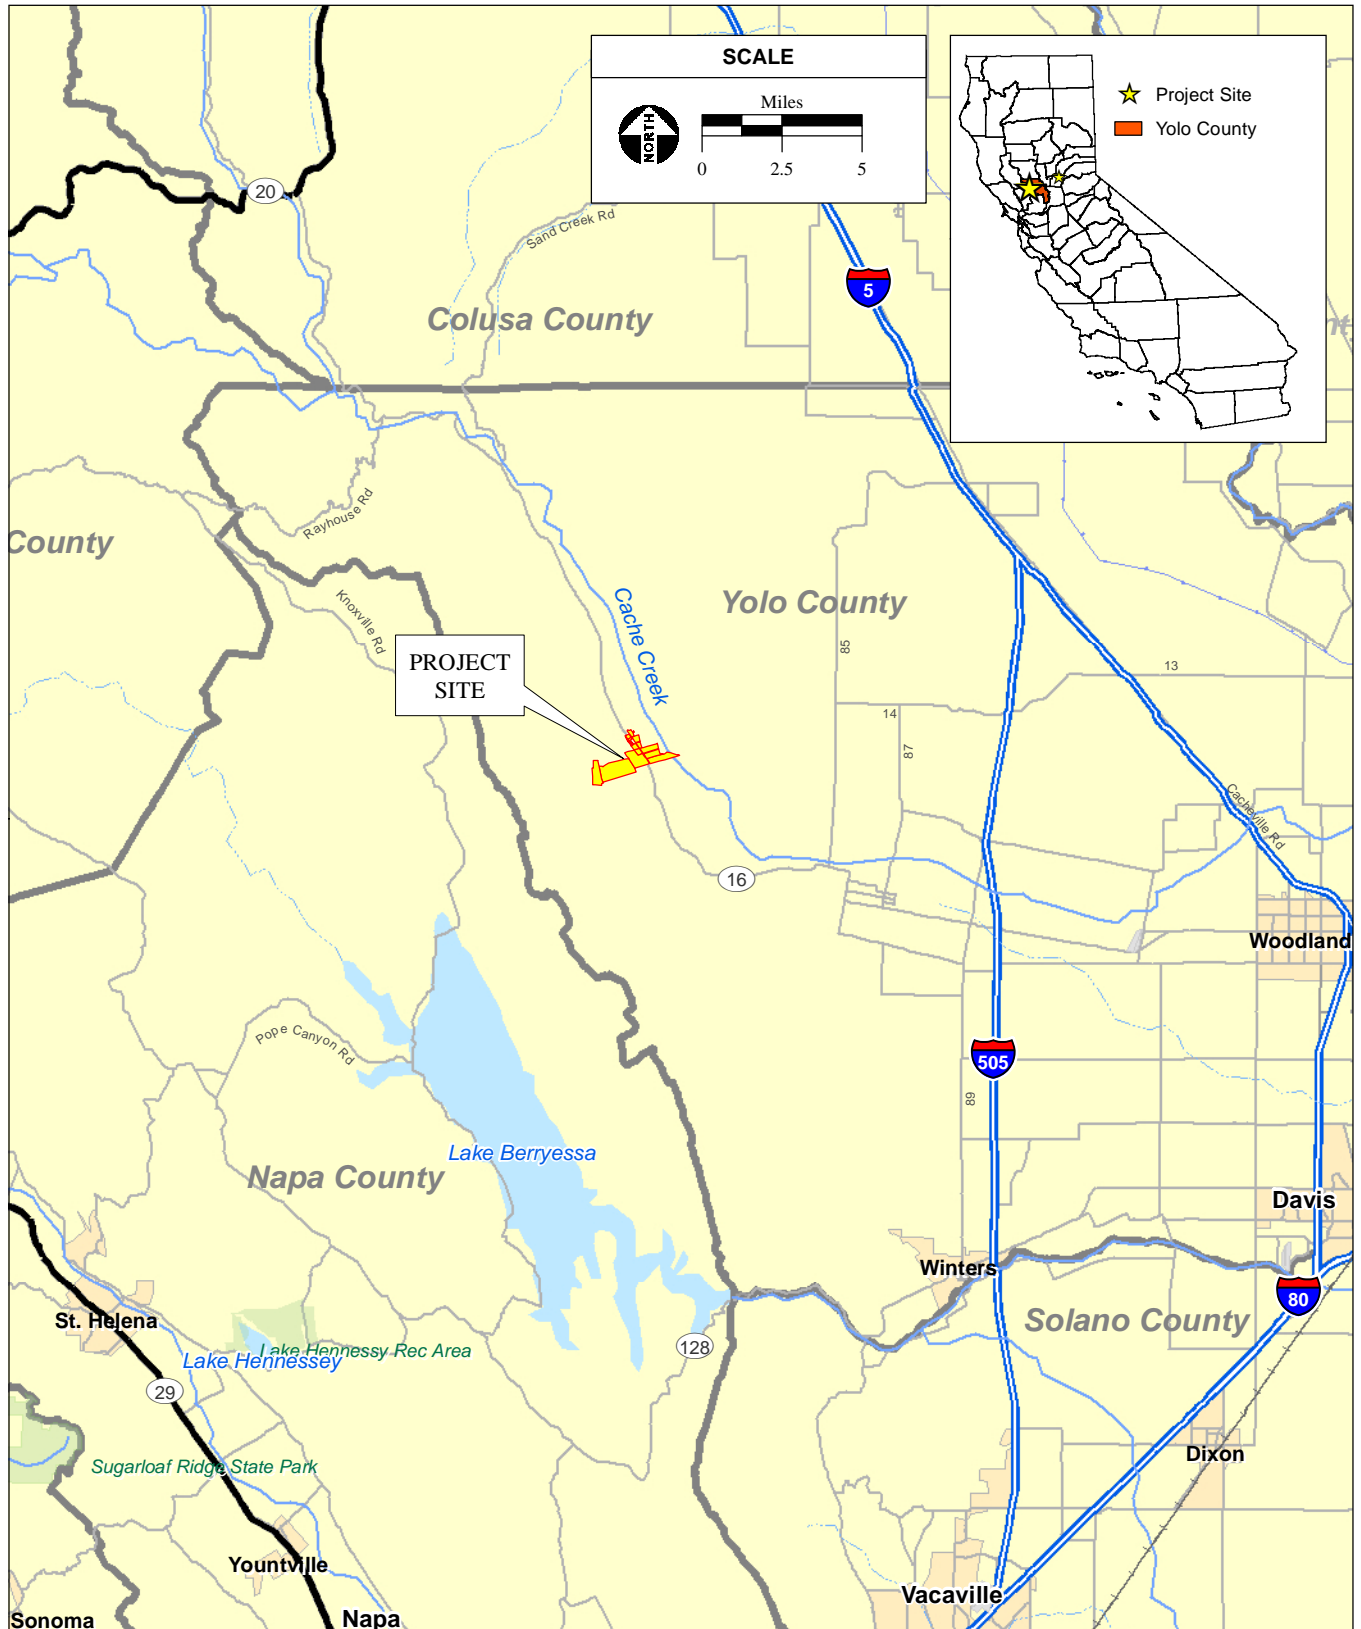 SCALE
Miles
NORTH
0 2.5 5
Project Site
Yolo County
20
Sand Creek Rd
5
Colusa County
Rayhouse Rd
County
Knoxville Rd
Cache Creek
Yolo County
PROJECT
SITE
85
13
14
87
Cacheville Rd
16
Woodland
Pope Canyon Rd
505
89
Lake Berryessa
Napa County
Davis
Winters
80
St. Helena
Solano County
128
Lake Hennessy Rec Area
Lake Hennessey
29
Dixon
Sugarloaf Ridge State Park
Yountville
Vacaville
Sonoma
Napa